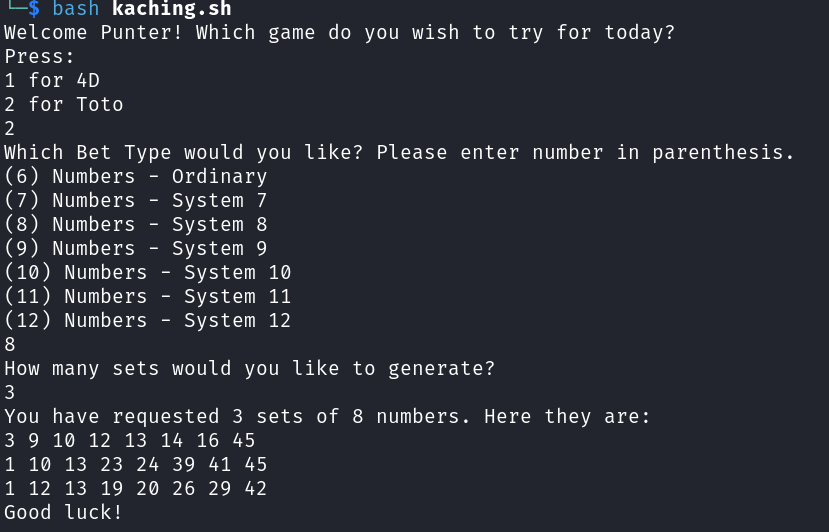 └─$ bash kaching.sh
Welcome Punter! Which game do you wish to try for today?
Press:
1 for 4D
2 for Toto
2
Which Bet Type would you like? Please enter number in parenthesis.
(6) Numbers - Ordinary
(7) Numbers - System 7
(8) Numbers - System 8
(9) Numbers - System 9
(10) Numbers - System 10
(11) Numbers - System 11
(12) Numbers - System 12
8
How many sets would you like to generate?
3
You have requested 3 sets of 8 numbers. Here they are:
3 9 10 12 13 14 16 45
1 10 13 23 24 39 41 45
1 12 13 19 20 26 29 42
Good luck!